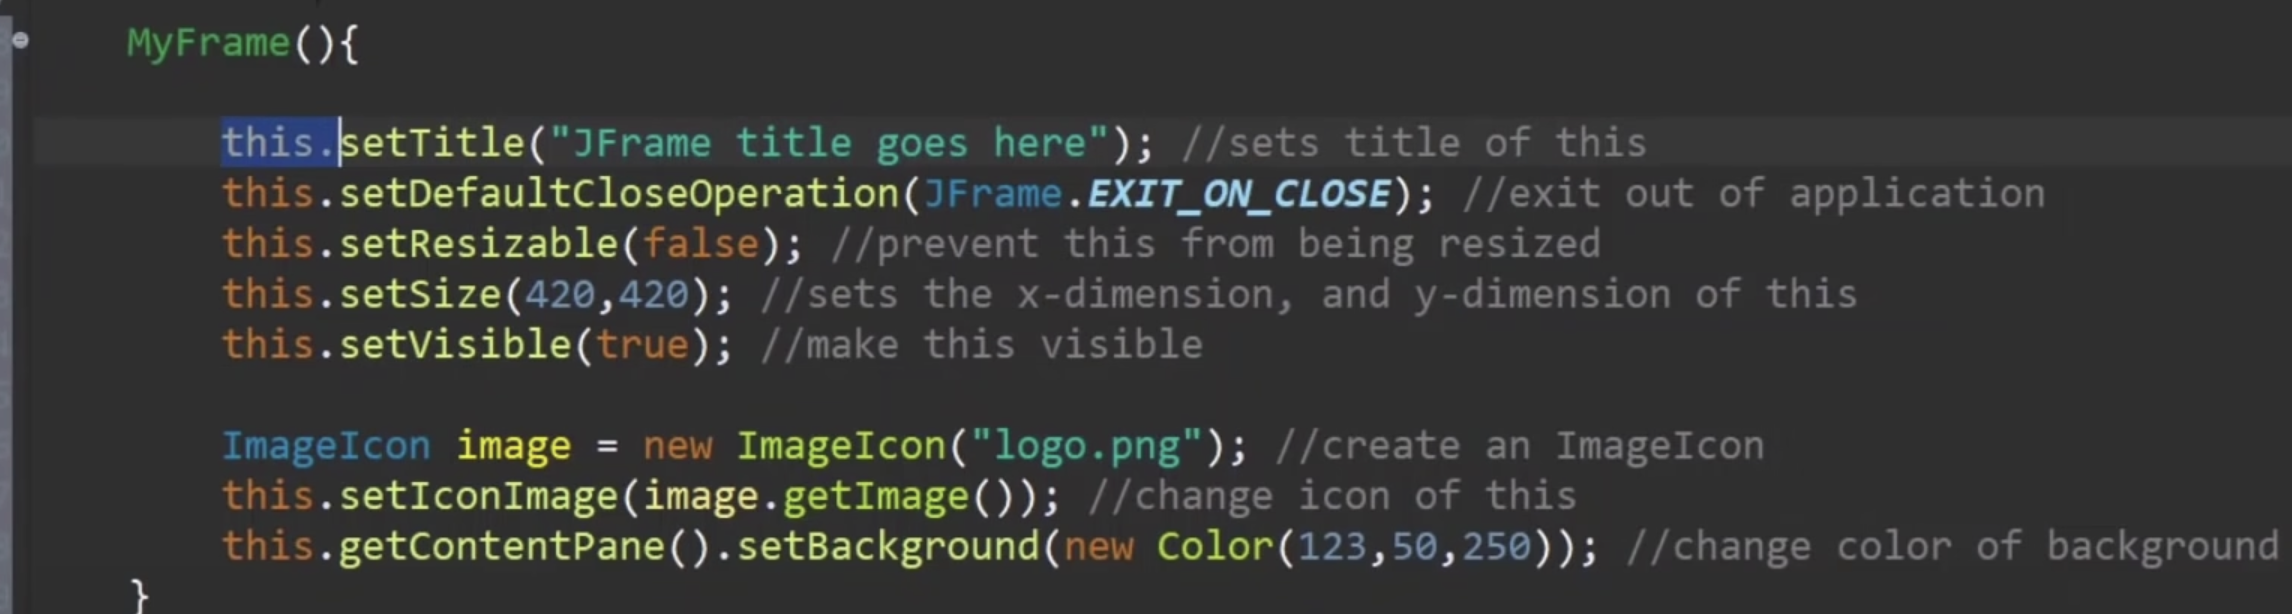 MyFrame(){
this.setTitle("JFrame title goes here"); //sets title of this
this.setDefaultCloseOperation(JFrame.EXIT_ON_CLOSE); //exit out of application
this.setResizable(false); //prevent this from being resized
this.setSize(420,420); //sets the x-dimension, and y-dimension of this
this.setVisible(true); //make this visible
ImageIcon image = new ImageIcon("logo.png"); //create an ImageIcon
this.setIconImage(image.getImage()); //change icon of this
this.getContentPane().setBackground(new Color(123,50,250)); //change color of background
}